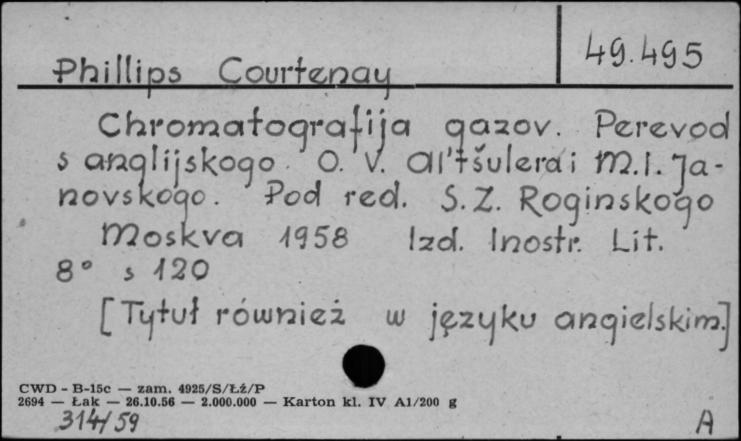 49.495
Phillips Courtenay
Chromatografija gazov. Perevod
s anglijskogo O. V. Al'tšulera i M. I. Ja-
novskogo. Pod red. S. Z. Roginskogo
Moskva 1958 Izd. Inostr. Lit.
8° s 120
[Tytuł również w języku angielskim.]
CWD - B-15c — zam. 4925/S/Łź/P
2694 — Łak — 26.10.56 — 2.000.000 — Karton kl. IV A1/200 g
314/59 A